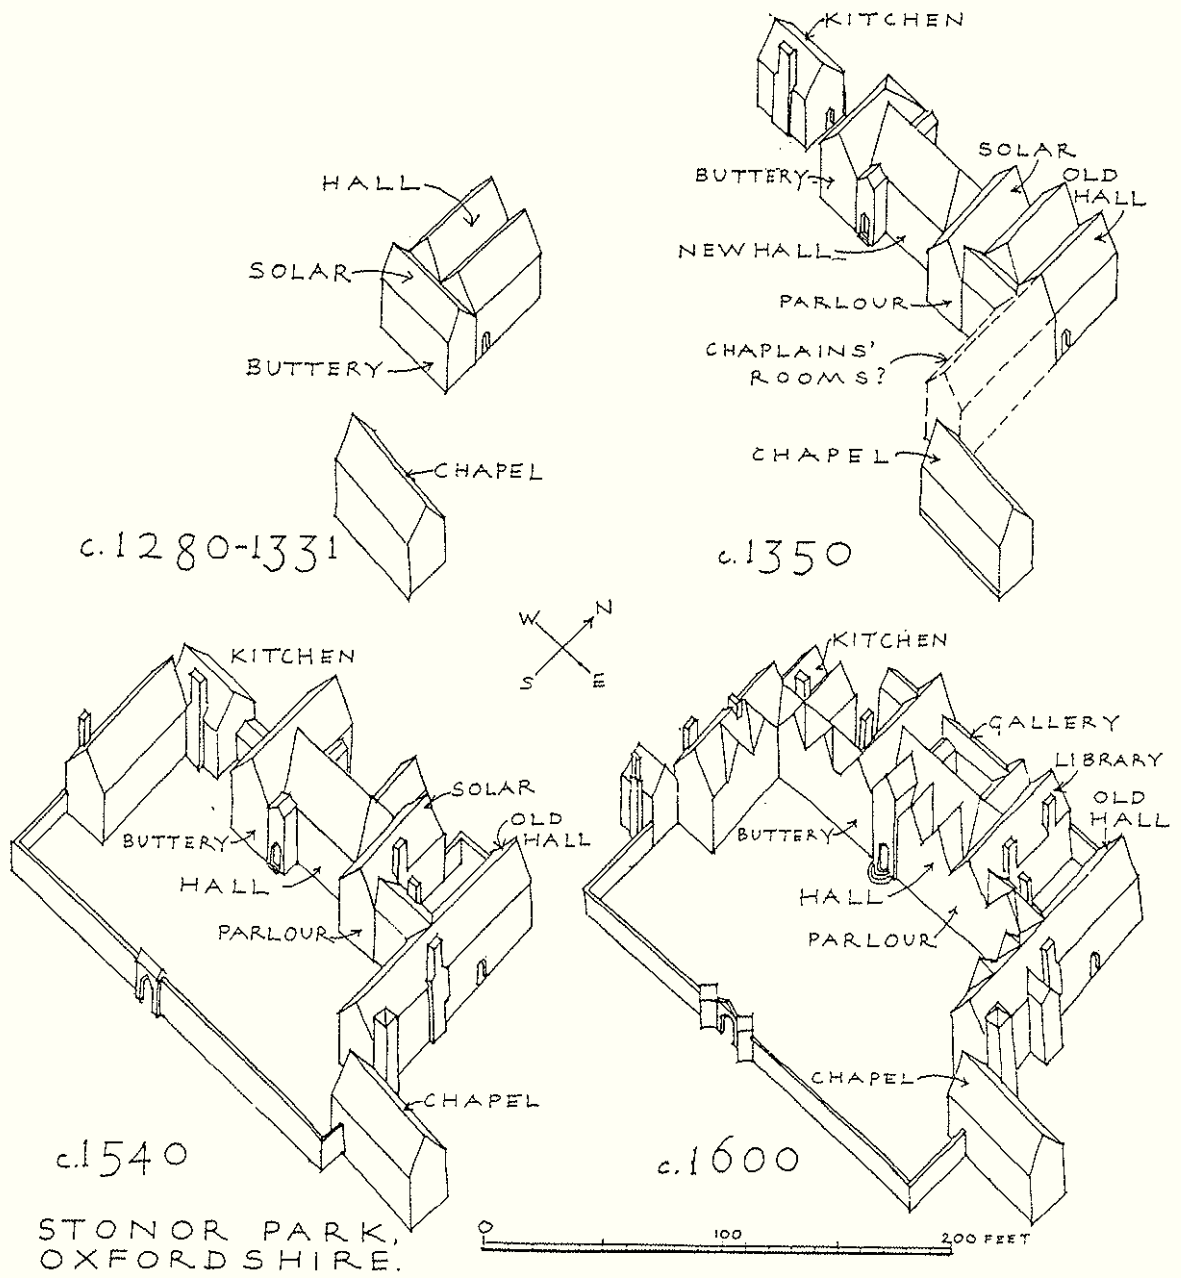 HALL
SOLAR
BUTTERY
CHAPEL
c.1280-1331
KITCHEN
SOLAR
OLD
HALL
BUTTERY
NEW HALL
PARLOUR
CHAPLAINS'
ROOMS?
CHAPEL
c.1350
W
N
S
E
KITCHEN
SOLAR
OLD
HALL
BUTTERY
HALL
PARLOUR
CHAPEL
c.1540
KITCHEN
GALLERY
LIBRARY
OLD
HALL
BUTTERY
HALL
PARLOUR
CHAPEL
c.1600
STONOR PARK,
OXFORDSHIRE.
0 100 200 FEET